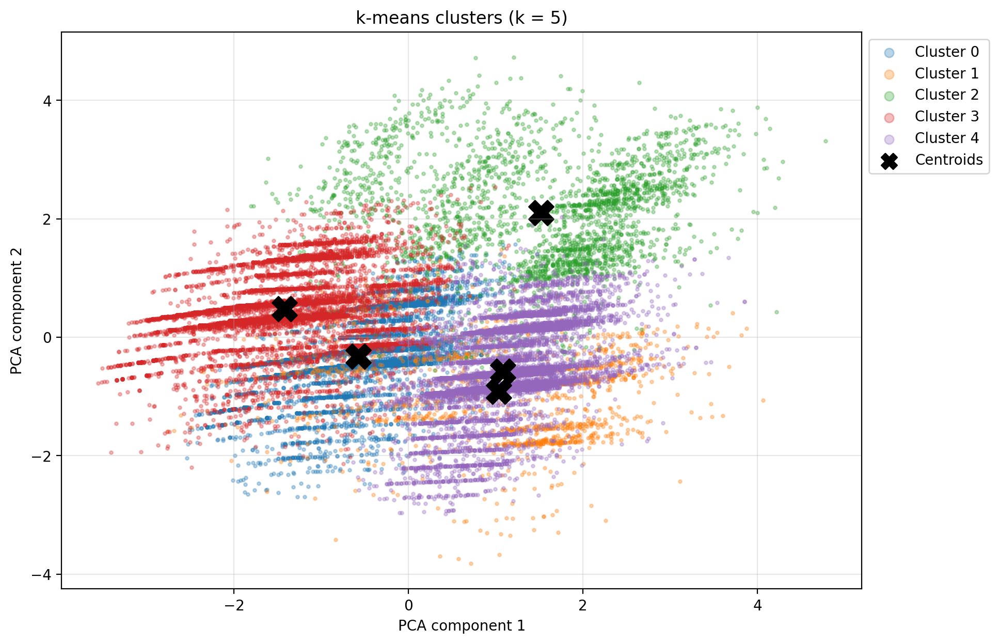 k-means clusters (k = 5)
Cluster 0
Cluster 1
Cluster 2
Cluster 3
Cluster 4
Centroids
PCA component 2
4
2
0
−2
−4
−2
0
2
4
PCA component 1